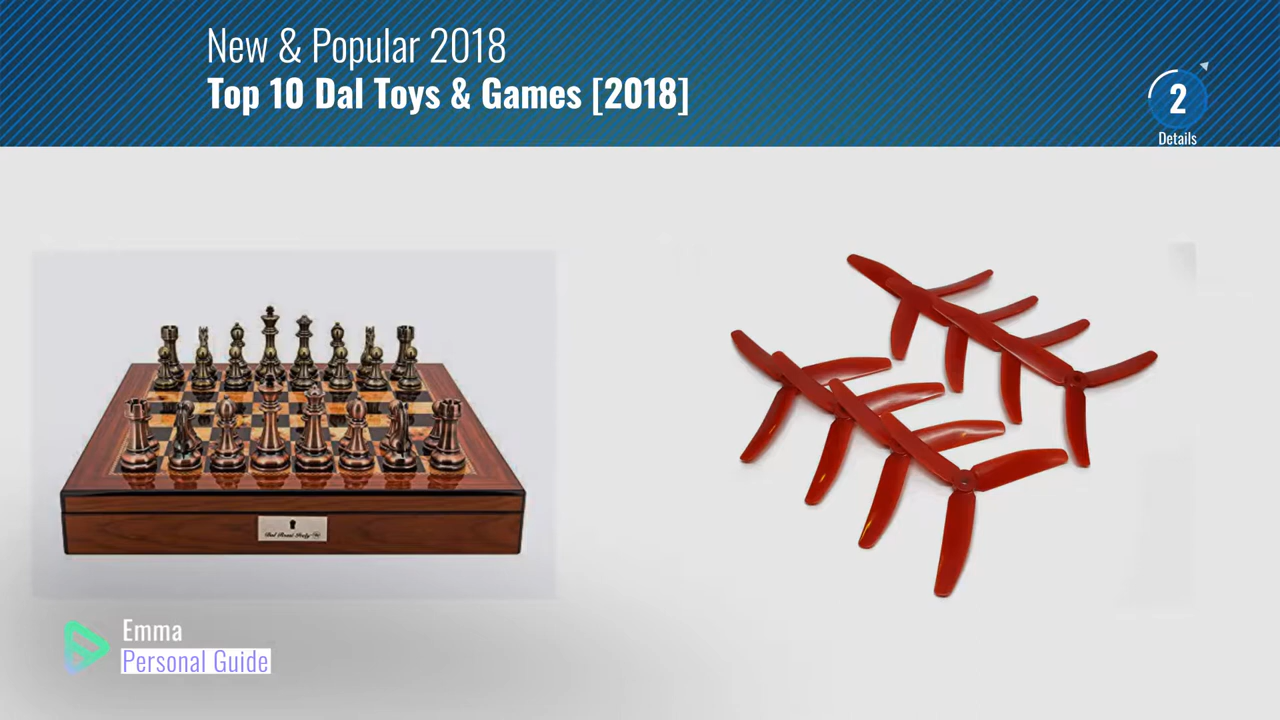 New & Popular 2018
Top 10 Dal Toys & Games [2018]
2
Details
Emma
Personal Guide